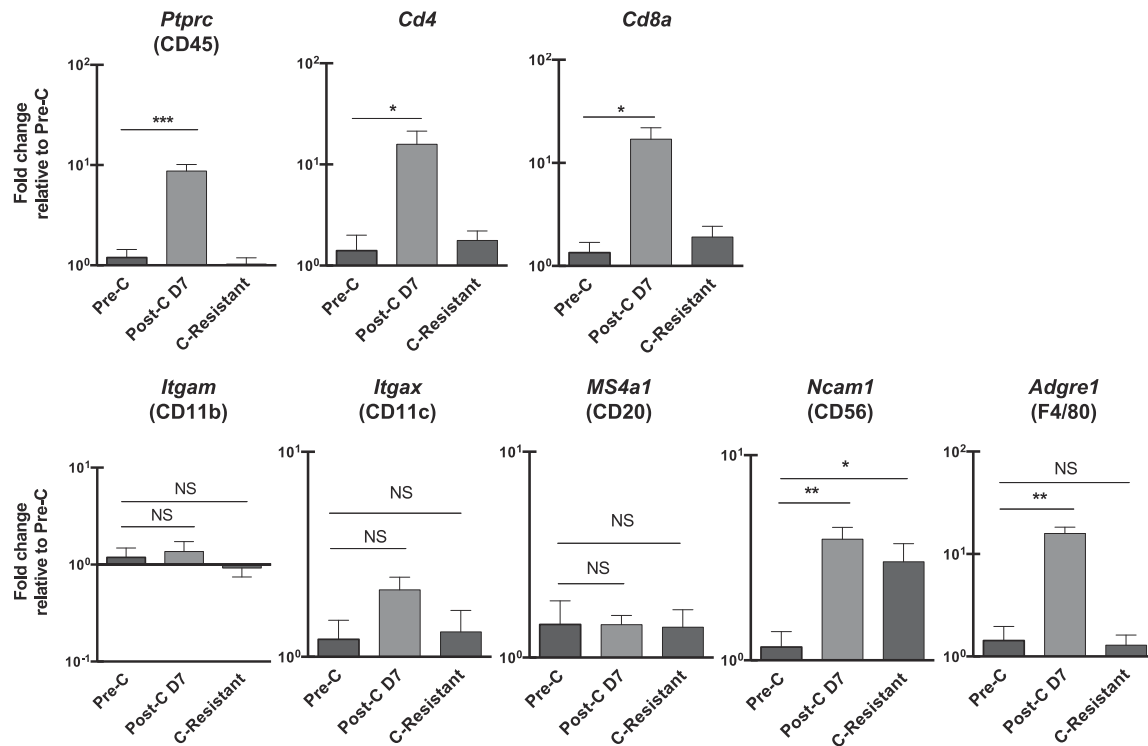 Ptprc
(CD45)
Cd4
Cd8a
Fold change
relative to Pre-C
10²
10¹
10⁰
***
Pre-C
Post-C D7
C-Resistant
10²
10¹
10⁰
*
Pre-C
Post-C D7
C-Resistant
10²
10¹
10⁰
*
Pre-C
Post-C D7
C-Resistant
Itgam
(CD11b)
Itgax
(CD11c)
MS4a1
(CD20)
Ncam1
(CD56)
Adgre1
(F4/80)
Fold change
relative to Pre-C
10¹
10⁰
10⁻¹
NS
NS
Pre-C
Post-C D7
C-Resistant
10¹
10⁰
NS
NS
Pre-C
Post-C D7
C-Resistant
10¹
10⁰
NS
NS
Pre-C
Post-C D7
C-Resistant
10¹
10⁰
*
**
Pre-C
Post-C D7
C-Resistant
10²
10¹
10⁰
NS
**
Pre-C
Post-C D7
C-Resistant